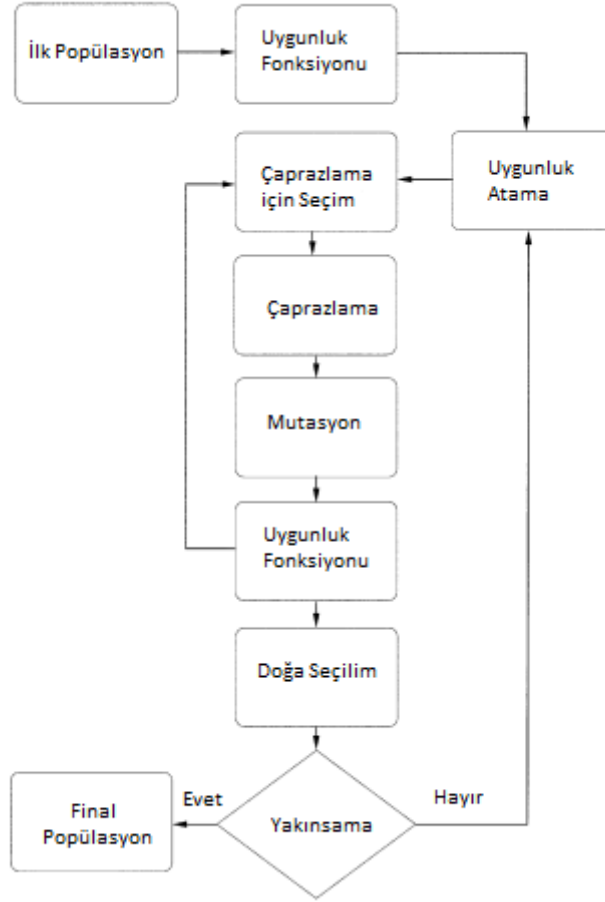 İlk Popülasyon
Uygunluk
Fonksiyonu
Uygunluk
Atama
Çaprazlama
için Seçim
Çaprazlama
Mutasyon
Uygunluk
Fonksiyonu
Doğa Seçilim
Yakınsama
Evet
Hayır
Final
Popülasyon